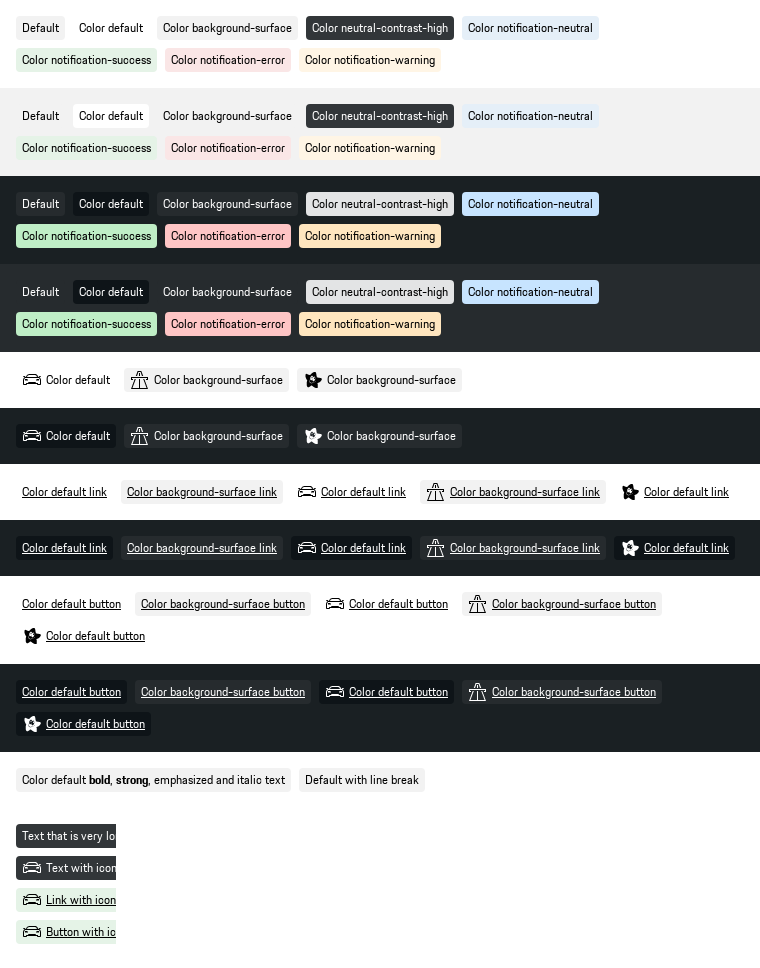 Default Color default Color background-surface Color neutral-contrast-high Color notification-neutral
Color notification-success Color notification-error Color notification-warning
Default Color default Color background-surface Color neutral-contrast-high Color notification-neutral
Color notification-success Color notification-error Color notification-warning
Default Color default Color background-surface Color neutral-contrast-high Color notification-neutral
Color notification-success Color notification-error Color notification-warning
Default Color default Color background-surface Color neutral-contrast-high Color notification-neutral
Color notification-success Color notification-error Color notification-warning
Color default Color background-surface Color background-surface
Color default Color background-surface Color background-surface
Color default link Color background-surface link Color default link Color background-surface link Color default link
Color default link Color background-surface link Color default link Color background-surface link Color default link
Color default button Color background-surface button Color default button Color background-surface button
Color default button
Color default button Color background-surface button Color default button Color background-surface button
Color default button
Color default bold, strong, emphasized and italic text Default with line break
Text that is very lo
Text with icon
Link with icon
Button with ic